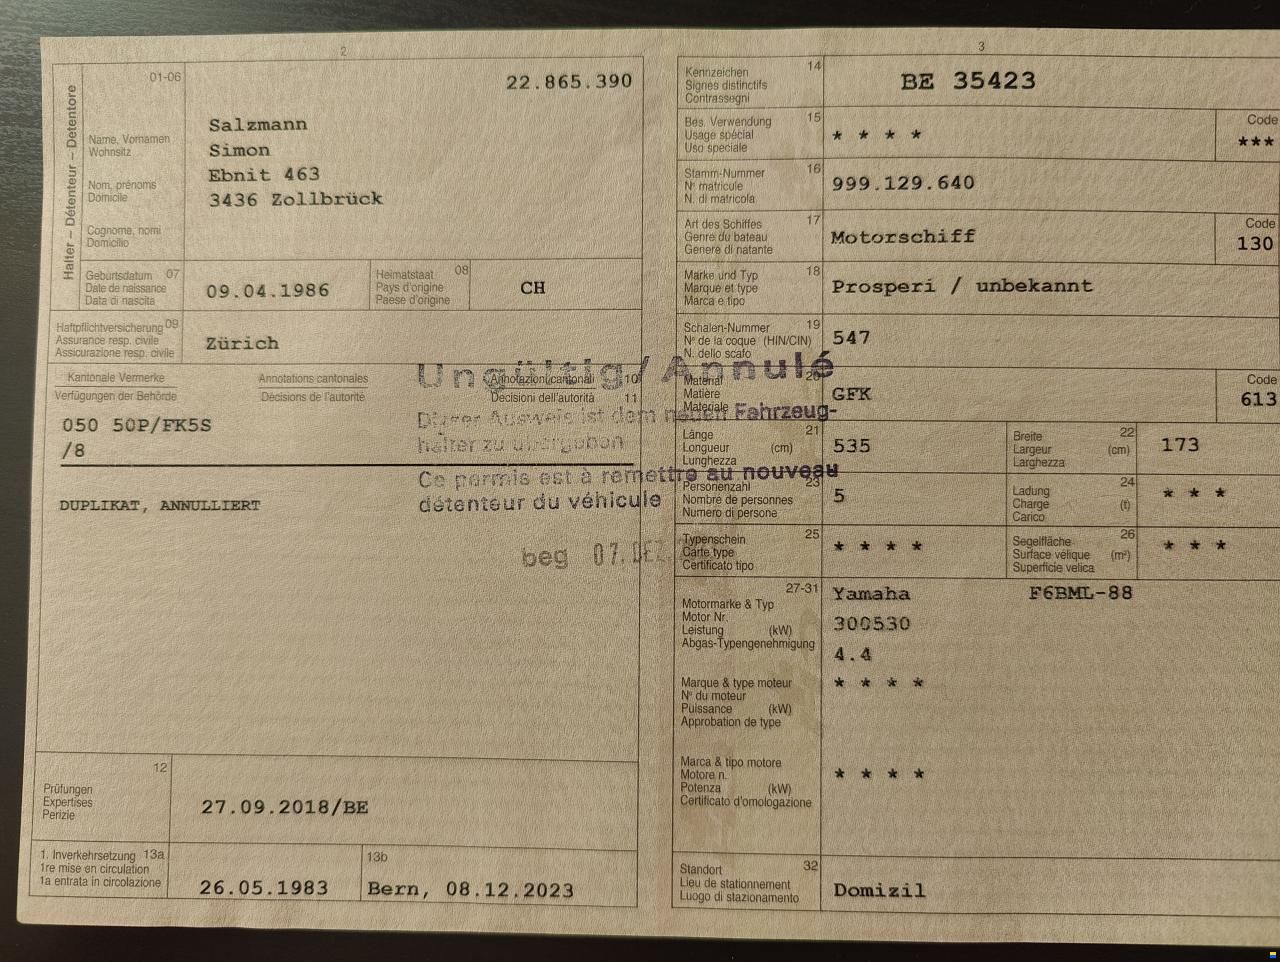 2
01-06
22.865.390
Halter – Détenteur – Detentore
Name, Vornamen
Wohnsitz
Nom, prénoms
Domicile
Cognome, nomi
Domicilio
Salzmann
Simon
Ebnit 463
3436 Zollbrück
Geburtsdatum 07
Date de naissance
Data di nascita
09.04.1986
Heimatstaat 08
Pays d'origine
Paese d'origine
CH
Haftpflichtversicherung 09
Assurance resp. civile
Assicurazione resp. civile
Zürich
Kantonale Vermerke Annotations cantonales Annotazioni cantonali 10
Verfügungen der Behörde Décisions de l'autorité Decisioni dell'autorità 11
050 50P/FK5S
/8
DUPLIKAT, ANNULLIERT
Ungültig/Annulé
Dieser Ausweis ist dem neuen Fahrzeug-
halter zu übergeben
Ce permis est à remettre au nouveau
détenteur du véhicule
beg 07. DEZ.
12
Prüfungen
Expertises
Perizie
27.09.2018/BE
1. Inverkehrsetzung 13a
1re mise en circulation
1a entrata in circolazione
26.05.1983
13b
Bern, 08.12.2023
3
Kennzeichen 14
Signes distinctifs
Contrassegni
BE 35423
Bes. Verwendung 15
Usage spécial
Uso speciale
* * * *
Code
***
Stamm-Nummer 16
N° matricule
N. di matricola
999.129.640
Art des Schiffes 17
Genre du bateau
Genere di natante
Motorschiff
Code
130
Marke und Typ 18
Marque et type
Marca e tipo
Prosperi / unbekannt
Schalen-Nummer 19
N° de la coque (HIN/CIN)
N. dello scafo
547
Material 20
Matière
Materiale
GFK
Code
613
Länge 21
Longueur (cm)
Lunghezza
535
Breite 22
Largeur (cm)
Larghezza
173
Personenzahl 23
Nombre de personnes
Numero di persone
5
Ladung 24
Charge (t)
Carico
* * *
Typenschein 25
Carte type
Certificato tipo
* * * *
Segelfläche 26
Surface vélique (m²)
Superficie velica
* * *
27-31
Motormarke & Typ
Motor Nr.
Leistung (kW)
Abgas-Typengenehmigung
Yamaha F6BML-88
300530
4.4
* * * *
Marque & type moteur
N° du moteur
Puissance (kW)
Approbation de type
Marca & tipo motore
Motore n.
Potenza (kW)
Certificato d'omologazione
* * * *
Standort 32
Lieu de stationnement
Luogo di stazionamento
Domizil